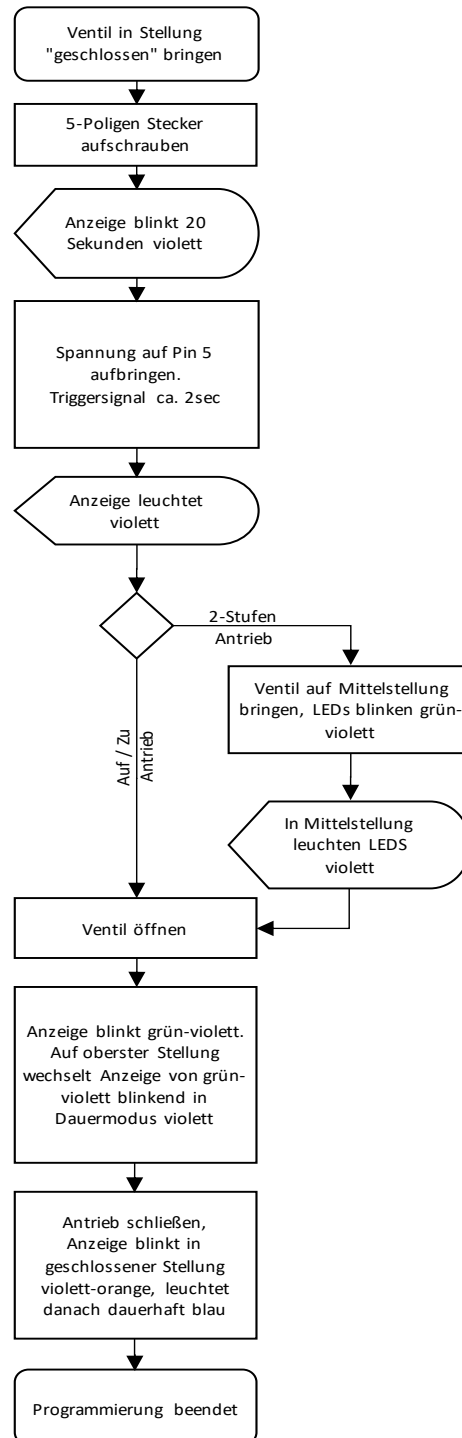 Ventil in Stellung
"geschlossen" bringen
5-Poligen Stecker
aufschrauben
Anzeige blinkt 20
Sekunden violett
Spannung auf Pin 5
aufbringen.
Triggersignal ca. 2sec
Anzeige leuchtet
violett
2-Stufen
Antrieb
Ventil auf Mittelstellung
bringen, LEDs blinken grün-
violett
Auf / Zu
Antrieb
In Mittelstellung
leuchten LEDS
violett
Ventil öffnen
Anzeige blinkt grün-violett.
Auf oberster Stellung
wechselt Anzeige von grün-
violett blinkend in
Dauermodus violett
Antrieb schließen,
Anzeige blinkt in
geschlossener Stellung
violett-orange, leuchtet
danach dauerhaft blau
Programmierung beendet